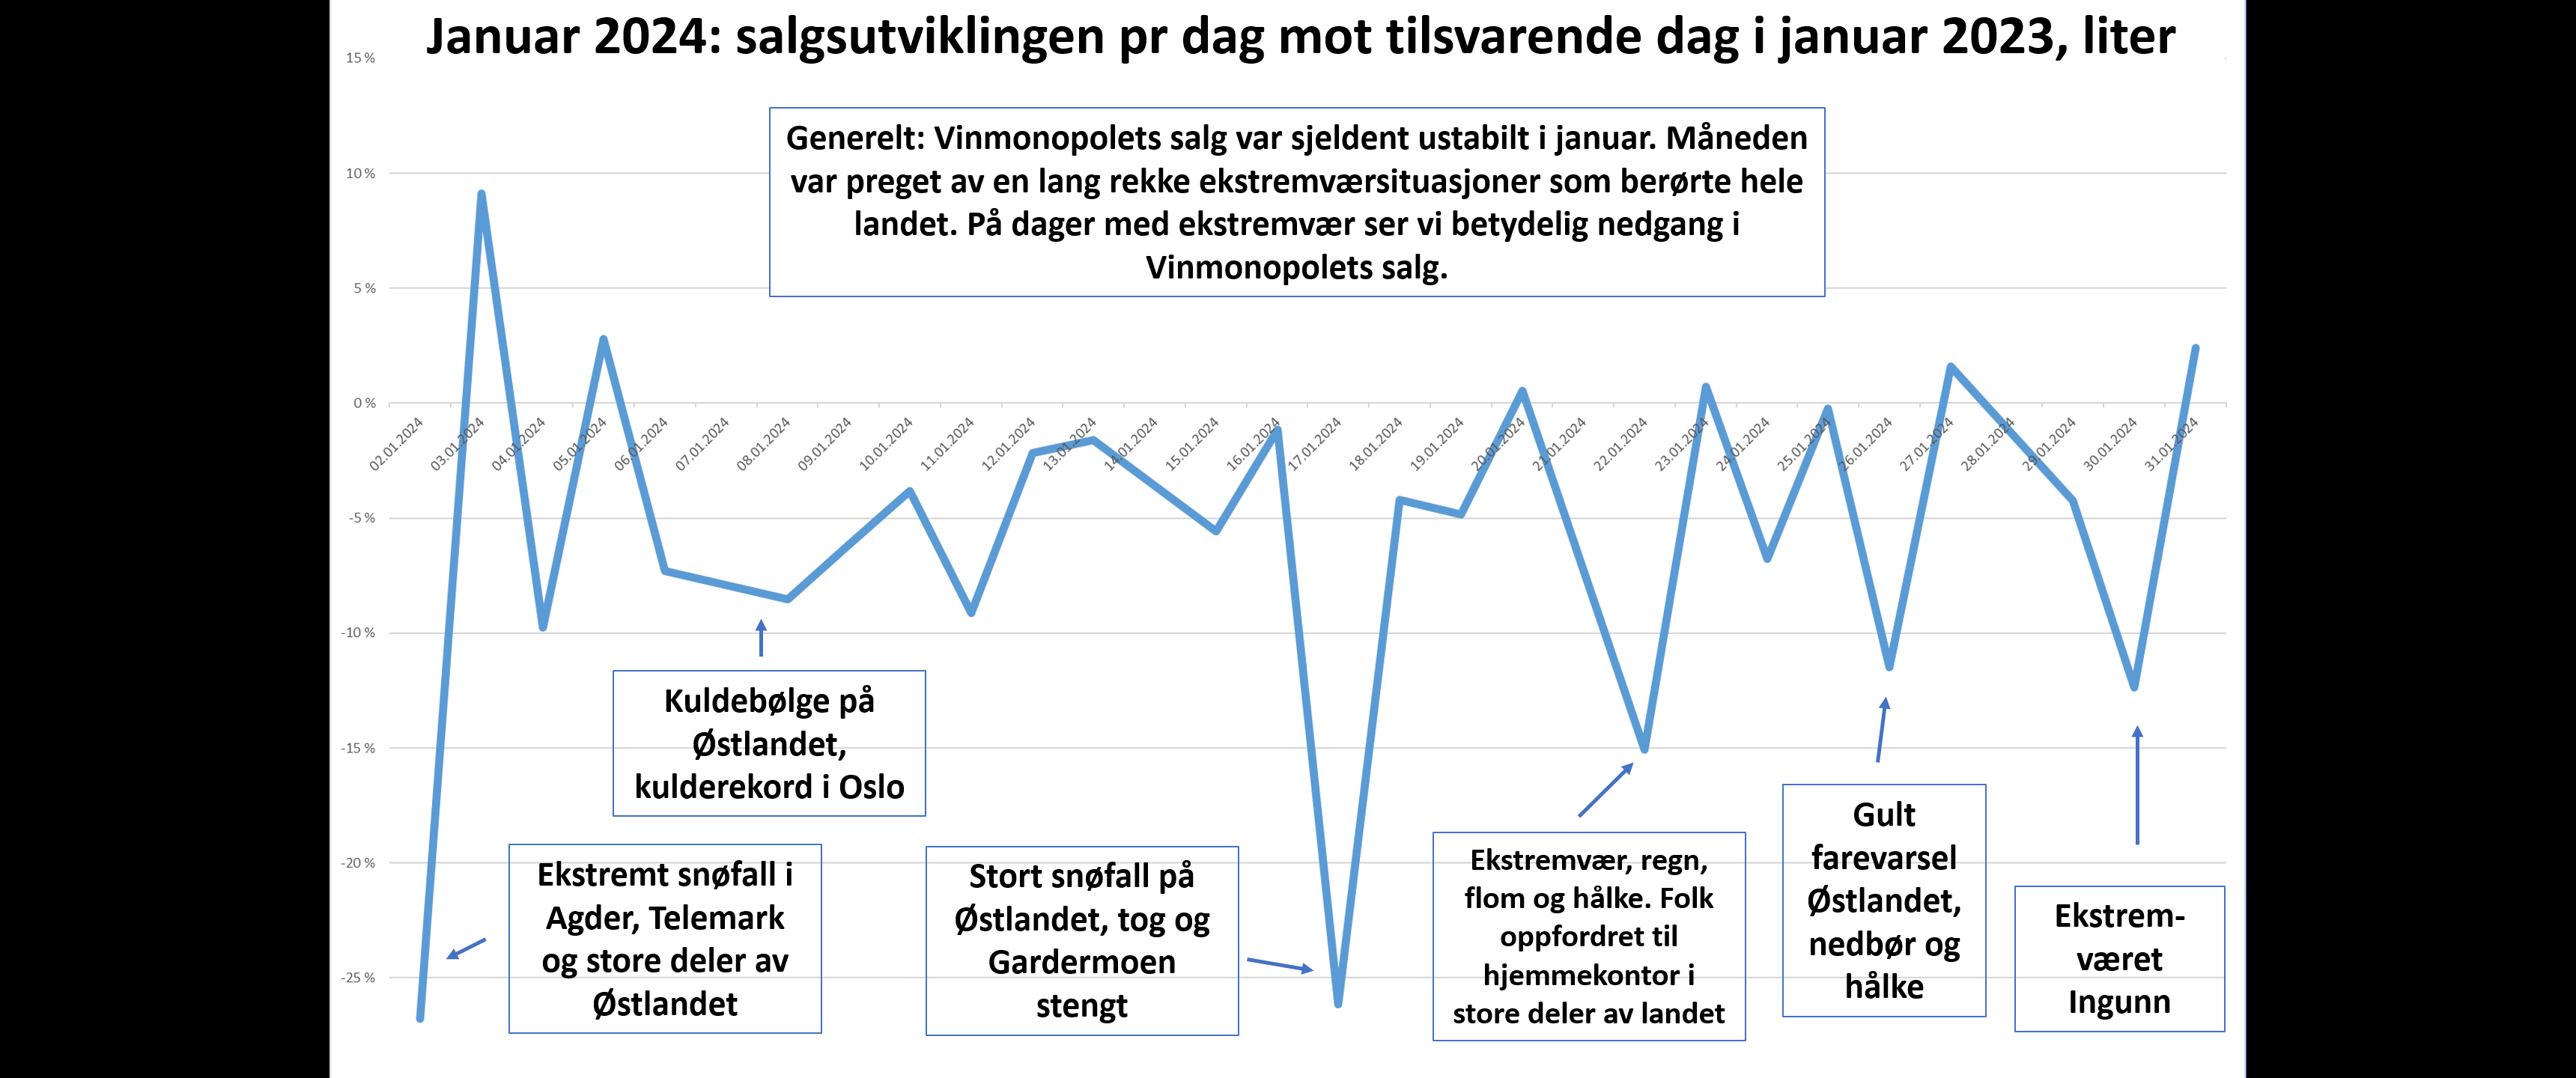 Januar 2024: salgsutviklingen pr dag mot tilsvarende dag i januar 2023, liter
15 %
10 %
5 %
0 %
-5 %
-10 %
-15 %
-20 %
-25 %
Generelt: Vinmonopolets salg var sjeldent ustabilt i januar. Måneden
var preget av en lang rekke ekstremværsituasjoner som berørte hele
landet. På dager med ekstremvær ser vi betydelig nedgang i
Vinmonopolets salg.
02.01.2024
03.01.2024
04.01.2024
05.01.2024
06.01.2024
07.01.2024
08.01.2024
09.01.2024
10.01.2024
11.01.2024
12.01.2024
13.01.2024
14.01.2024
15.01.2024
16.01.2024
17.01.2024
18.01.2024
19.01.2024
20.01.2024
21.01.2024
22.01.2024
23.01.2024
24.01.2024
25.01.2024
26.01.2024
27.01.2024
28.01.2024
29.01.2024
30.01.2024
31.01.2024
Kuldebølge på
Østlandet,
kulderekord i Oslo
Ekstremt snøfall i
Agder, Telemark
og store deler av
Østlandet
Stort snøfall på
Østlandet, tog og
Gardermoen
stengt
Ekstremvær, regn,
flom og hålke. Folk
oppfordret til
hjemmekontor i
store deler av landet
Gult
farevarsel
Østlandet,
nedbør og
hålke
Ekstrem-
været
Ingunn